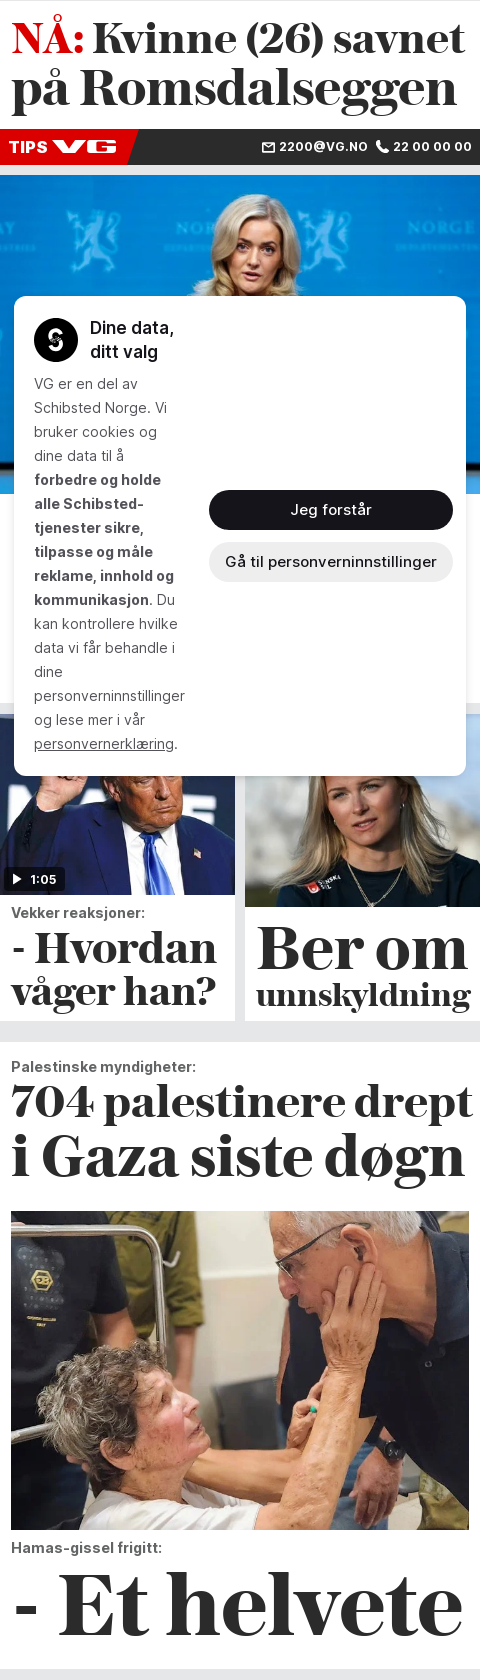 NÅ: Kvinne (26) savnet
på Romsdalseggen
TIPS VG 2200@VG.NO 22 00 00 00
NORGE
Dine data,
ditt valg
VG er en del av
Schibsted Norge. Vi
bruker cookies og
dine data til å
forbedre og holde
alle Schibsted-
tjenester sikre,
tilpasse og måle
reklame, innhold og
kommunikasjon. Du
kan kontrollere hvilke
data vi får behandle i
dine
personverninnstillinger
og lese mer i vår
personvernerklæring.
Jeg forstår
Gå til personverninnstillinger
1:05
Vekker reaksjoner:
- Hvordan
våger han?
Ber om
unnskyldning
Palestinske myndigheter:
704 palestinere drept
i Gaza siste døgn
Hamas-gissel frigitt:
- Et helvete